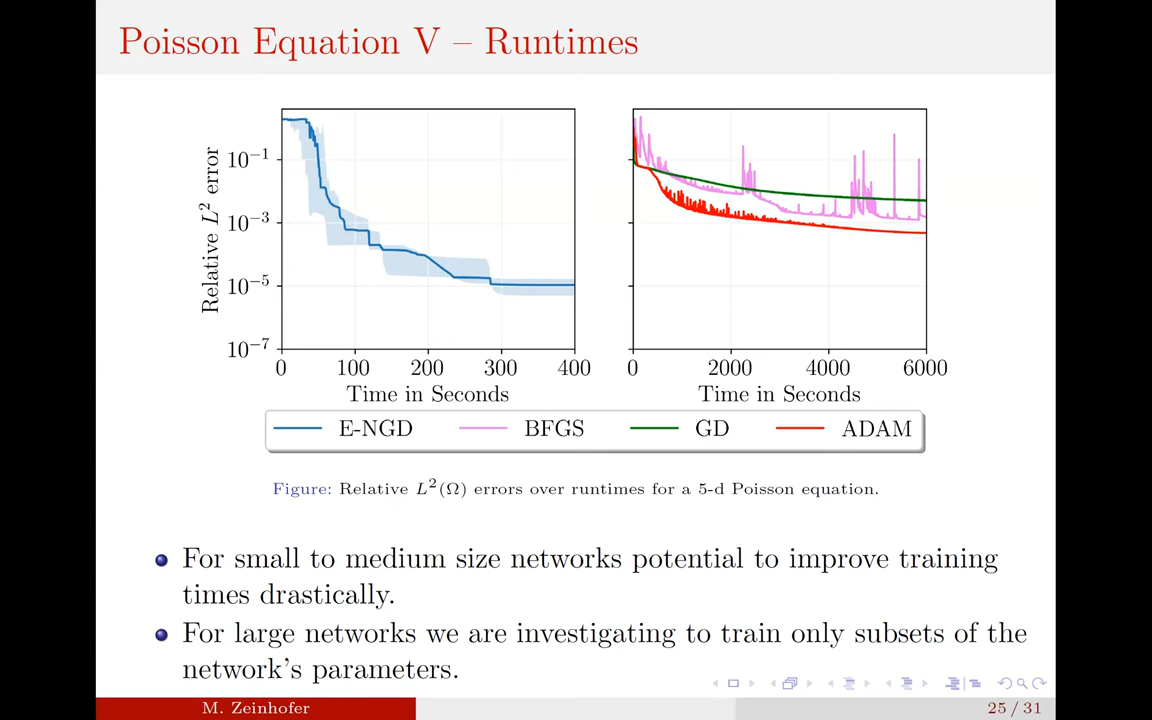 Poisson Equation V – Runtimes
Relative L² error
10⁻¹
10⁻³
10⁻⁵
10⁻⁷
0 100 200 300 400
Time in Seconds
0 2000 4000 6000
Time in Seconds
E-NGD BFGS GD ADAM
Figure: Relative L²(Ω) errors over runtimes for a 5-d Poisson equation.
For small to medium size networks potential to improve training
times drastically.
For large networks we are investigating to train only subsets of the
network's parameters.
M. Zeinhofer
25 / 31